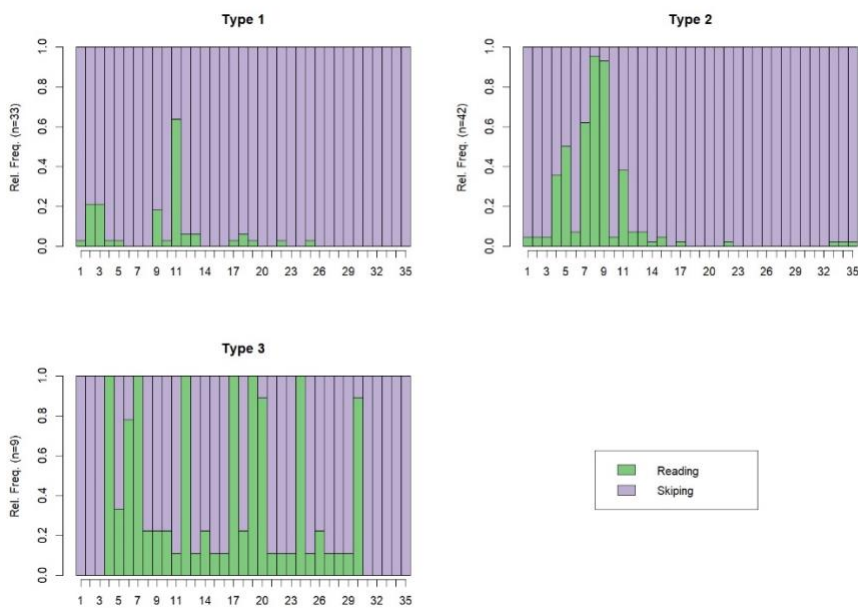 Type 1
Rel. Freq. (n=33)
0.0 0.2 0.4 0.6 0.8 1.0
1 3 5 7 9 11 14 17 20 23 26 29 32 35
Type 2
Rel. Freq. (n=42)
0.0 0.2 0.4 0.6 0.8 1.0
1 3 5 7 9 11 14 17 20 23 26 29 32 35
Type 3
Rel. Freq. (n=9)
0.0 0.2 0.4 0.6 0.8 1.0
1 3 5 7 9 11 14 17 20 23 26 29 32 35
Reading
Skiping